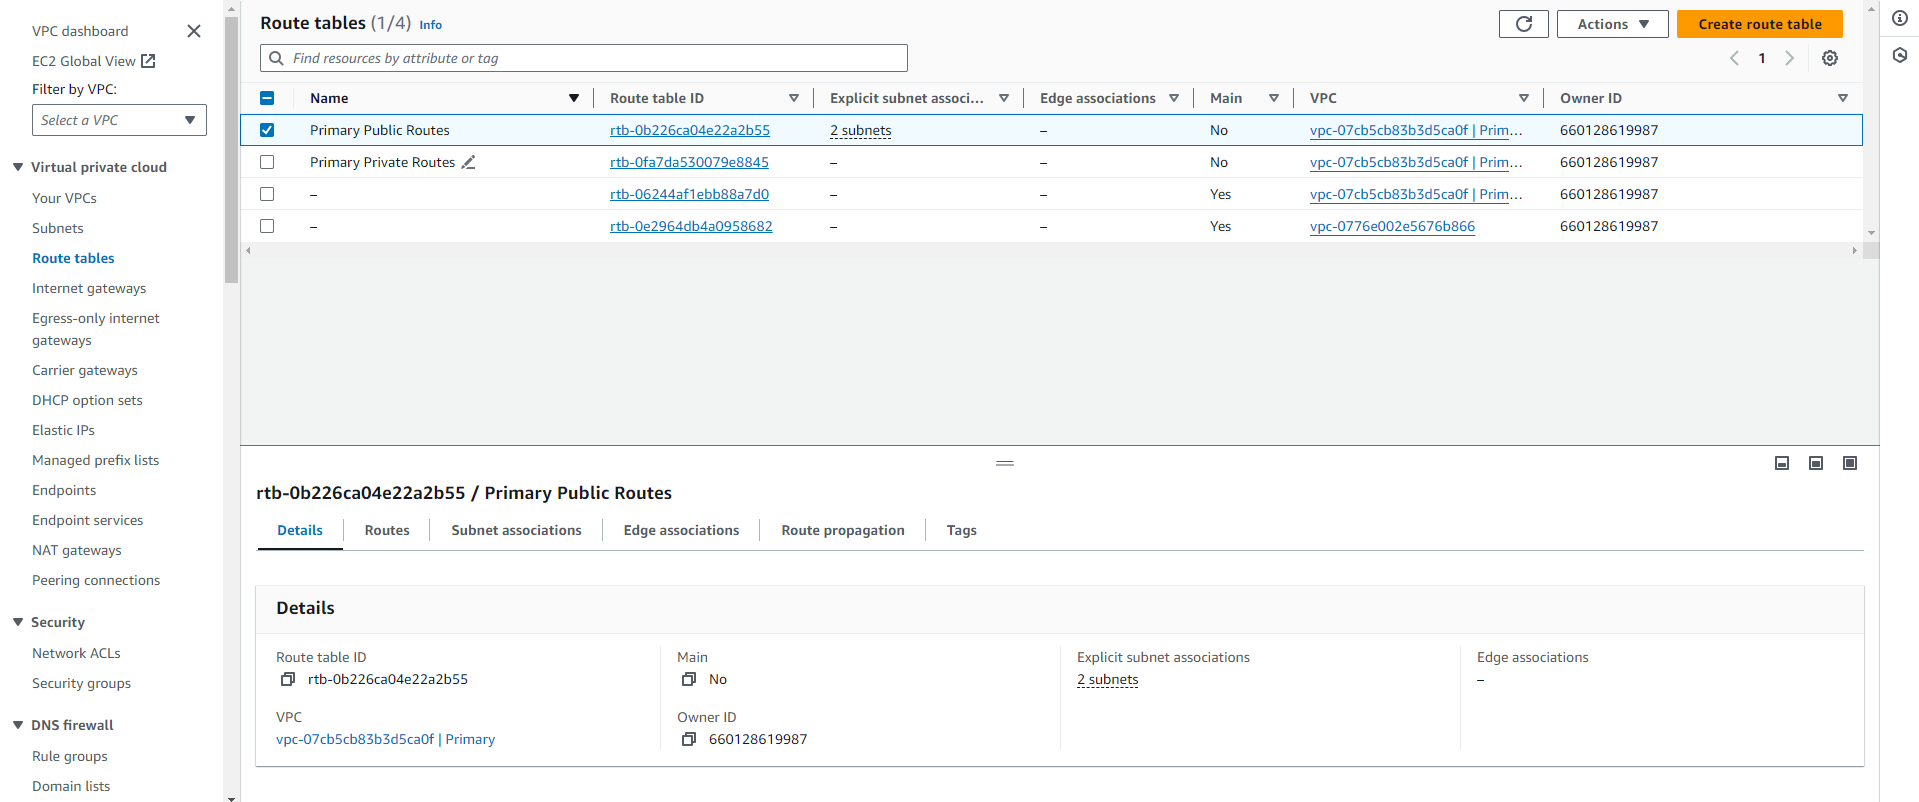 VPC dashboard
EC2 Global View
Filter by VPC:
Select a VPC
Virtual private cloud
Your VPCs
Subnets
Route tables
Internet gateways
Egress-only internet
gateways
Carrier gateways
DHCP option sets
Elastic IPs
Managed prefix lists
Endpoints
Endpoint services
NAT gateways
Peering connections
Security
Network ACLs
Security groups
DNS firewall
Rule groups
Domain lists
Route tables (1/4) Info
Actions
Create route table
Find resources by attribute or tag
1
Name Route table ID Explicit subnet associ... Edge associations Main VPC Owner ID
Primary Public Routes rtb-0b226ca04e22a2b55 2 subnets – No vpc-07cb5cb83b3d5ca0f | Prim... 660128619987
Primary Private Routes rtb-0fa7da530079e8845 – – No vpc-07cb5cb83b3d5ca0f | Prim... 660128619987
– rtb-06244af1ebb88a7d0 – – Yes vpc-07cb5cb83b3d5ca0f | Prim... 660128619987
– rtb-0e2964db4a0958682 – – Yes vpc-0776e002e5676b866 660128619987
rtb-0b226ca04e22a2b55 / Primary Public Routes
Details Routes Subnet associations Edge associations Route propagation Tags
Details
Route table ID Main Explicit subnet associations Edge associations
rtb-0b226ca04e22a2b55 No 2 subnets –
VPC Owner ID
vpc-07cb5cb83b3d5ca0f | Primary 660128619987